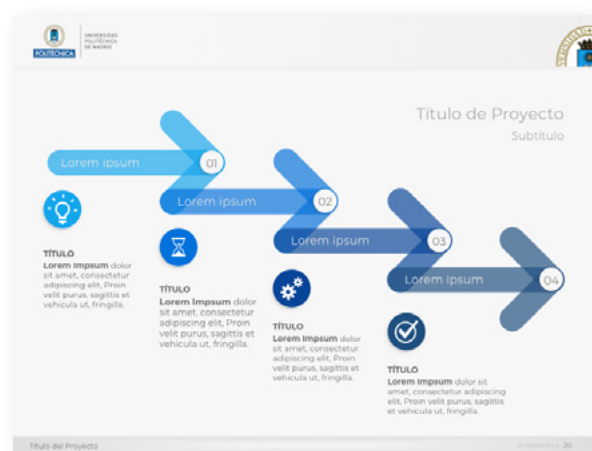 POLITÉCNICA
UNIVERSIDAD
POLITÉCNICA
DE MADRID
Título de Proyecto
Subtítulo
Lorem ipsum
01
Lorem ipsum
02
Lorem ipsum
03
Lorem ipsum
04
TÍTULO
Lorem Impsum dolor
sit amet, consectetur
adipiscing elit, Proin
velit purus, sagittis et
vehicula ut, fringilla.
TÍTULO
Lorem Impsum dolor
sit amet, consectetur
adipiscing elit, Proin
velit purus, sagittis et
vehicula ut, fringilla.
TÍTULO
Lorem Impsum dolor
sit amet, consectetur
adipiscing elit, Proin
velit purus, sagittis et
vehicula ut, fringilla.
TÍTULO
Lorem Impsum dolor sit
amet, consectetur adipiscing
elit, Proin velit purus, sagittis
et vehicula ut, fringilla.
Título del Proyecto
20